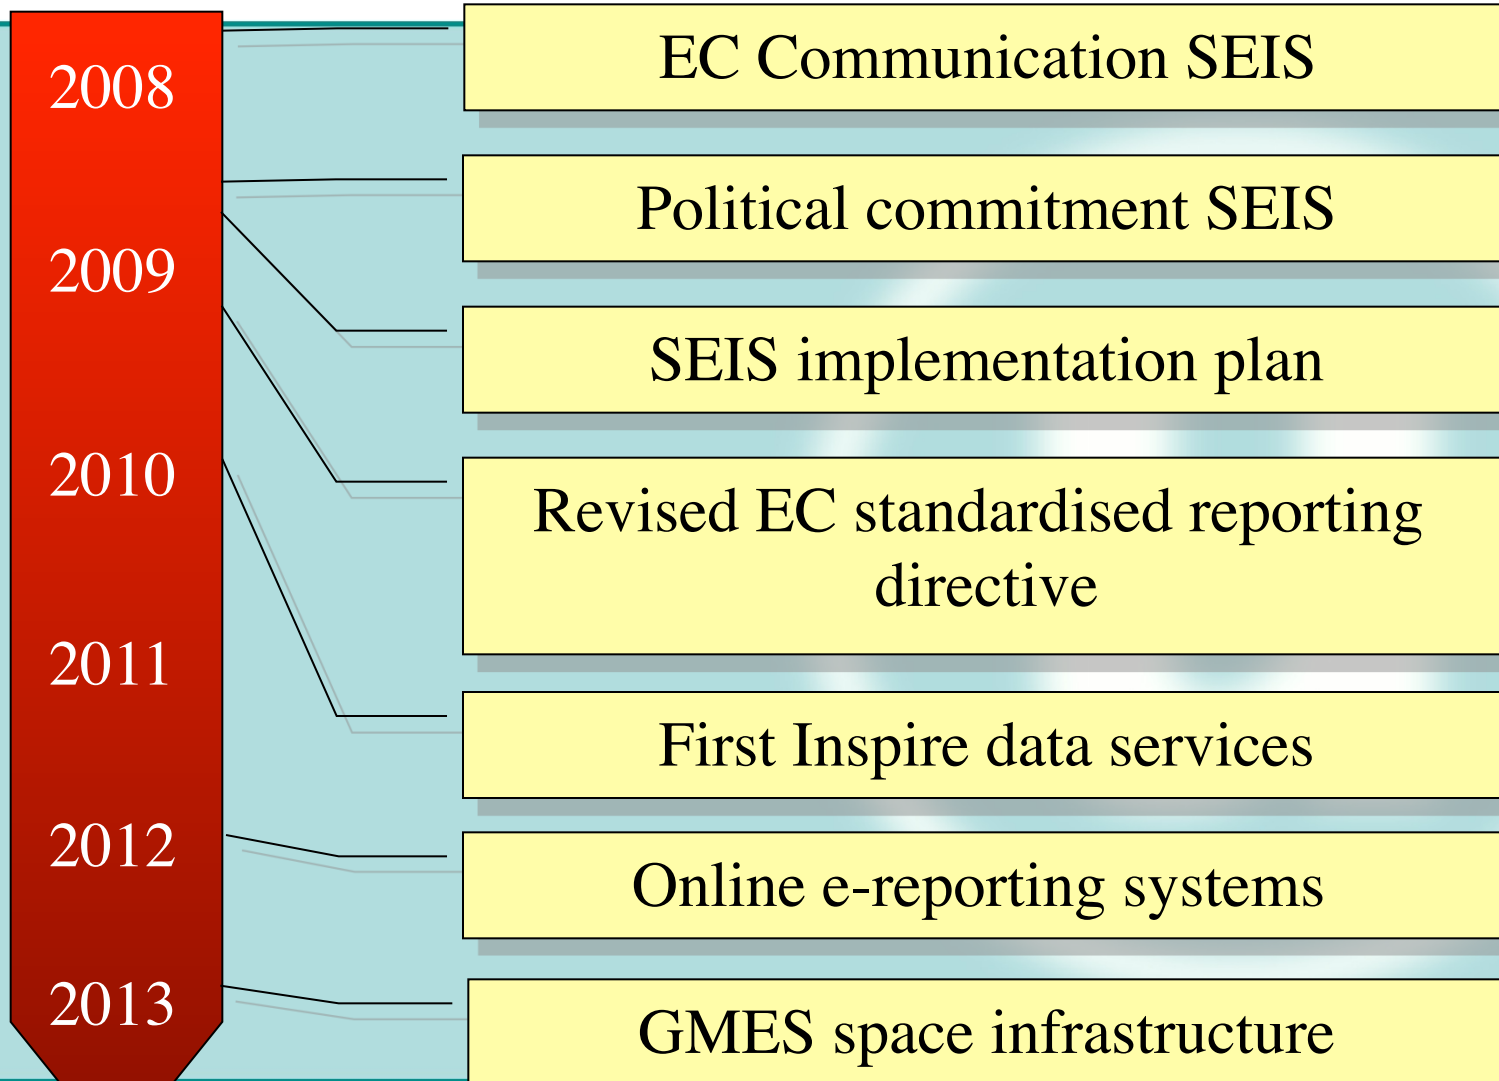 2008
EC Communication SEIS
Political commitment SEIS
2009
SEIS implementation plan
2010
Revised EC standardised reporting
directive
2011
First Inspire data services
2012
Online e-reporting systems
2013
GMES space infrastructure